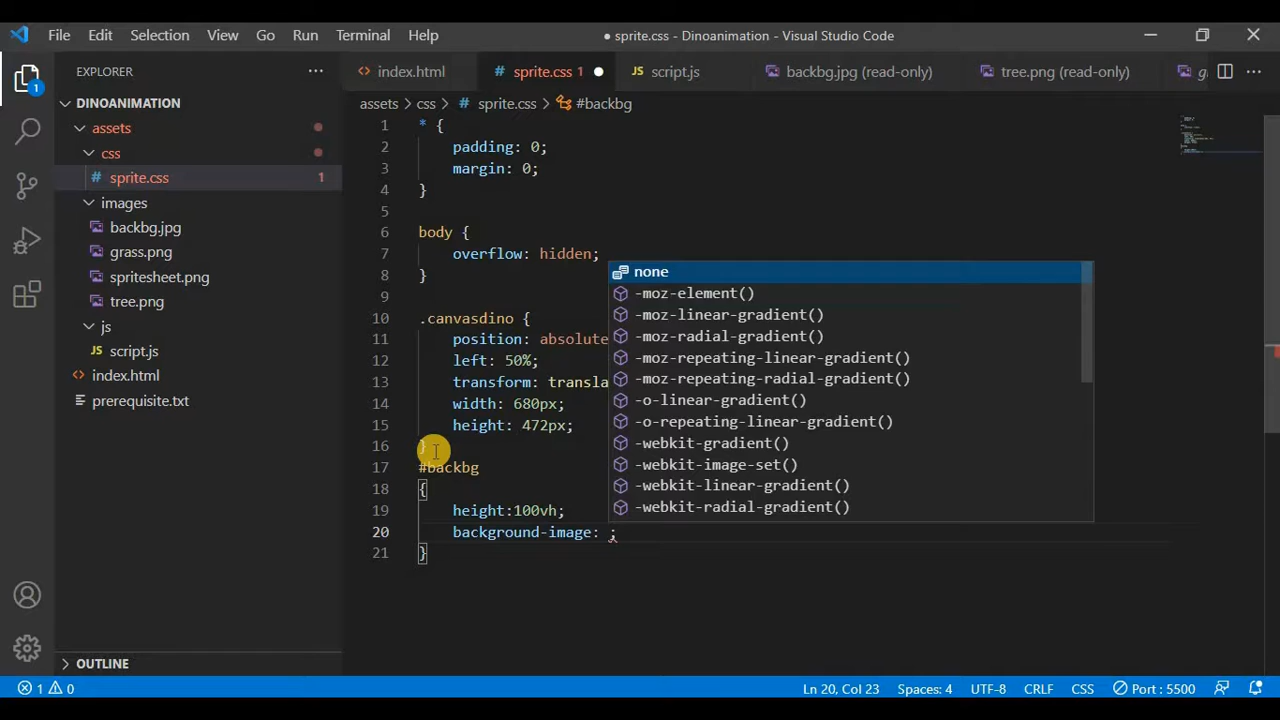 File Edit Selection View Go Run Terminal Help
● sprite.css - Dinoanimation - Visual Studio Code
EXPLORER
index.html
# sprite.css 1
JS script.js
backbg.jpg (read-only)
tree.png (read-only)
DINOANIMATION
assets
css
# sprite.css 1
images
backbg.jpg
grass.png
spritesheet.png
tree.png
js
JS script.js
<> index.html
prerequisite.txt
OUTLINE
assets > css > # sprite.css > #backbg
1 * {
2 padding: 0;
3 margin: 0;
4 }
5
6 body {
7 overflow: hidden;
8 }
9
10 .canvasdino {
11 position: absolute
12 left: 50%;
13 transform: transla
14 width: 680px;
15 height: 472px;
16 }
17 #backbg
18 {
19 height:100vh;
20 background-image: ;
21 }
none
-moz-element()
-moz-linear-gradient()
-moz-radial-gradient()
-moz-repeating-linear-gradient()
-moz-repeating-radial-gradient()
-o-linear-gradient()
-o-repeating-linear-gradient()
-webkit-gradient()
-webkit-image-set()
-webkit-linear-gradient()
-webkit-radial-gradient()
1 0
Ln 20, Col 23 Spaces: 4 UTF-8 CRLF CSS Port : 5500